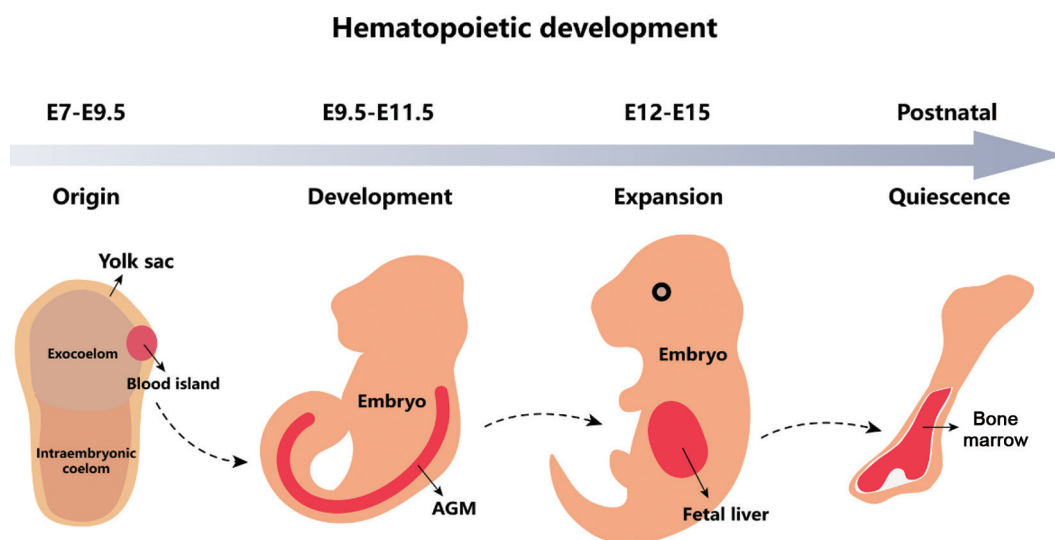 Hematopoietic development
E7-E9.5
E9.5-E11.5
E12-E15
Postnatal
Origin
Development
Expansion
Quiescence
Yolk sac
Exocoelom
Blood island
Intraembryonic
coelom
Embryo
AGM
Embryo
Fetal liver
Bone
marrow